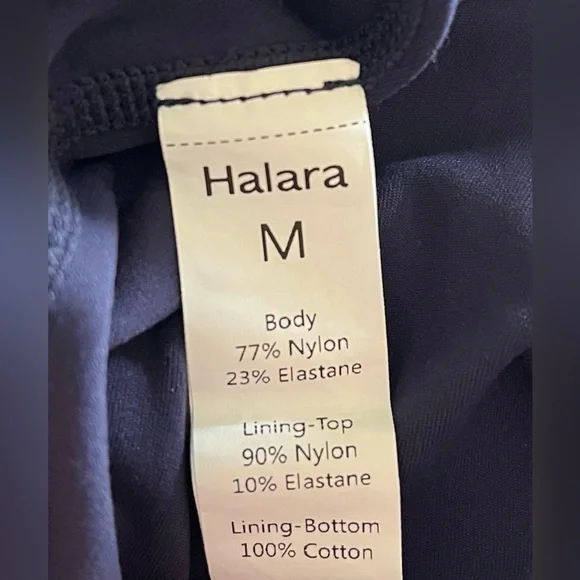 Halara
M
Body
77% Nylon
23% Elastane
Lining-Top
90% Nylon
10% Elastane
Lining-Bottom
100% Cotton